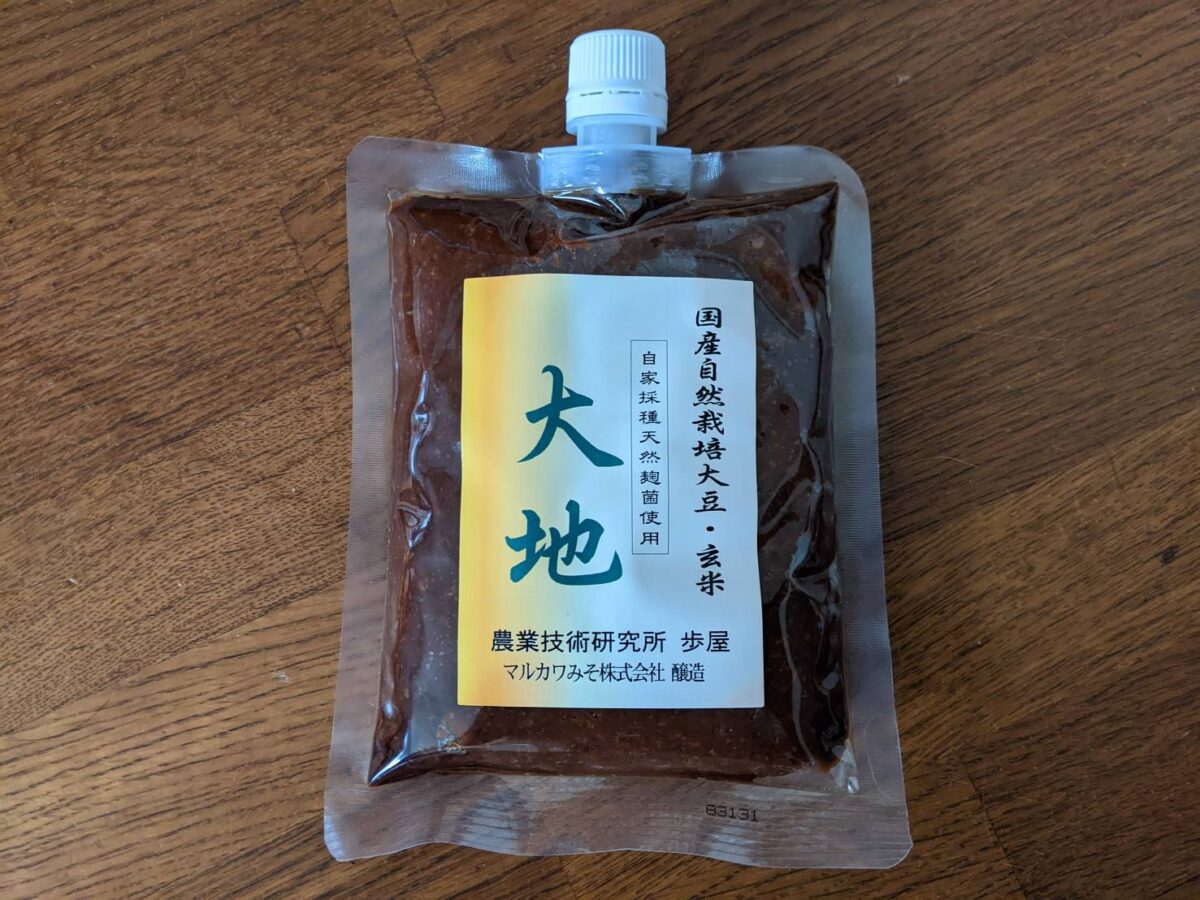 国産自然栽培大豆・玄米
自家採種天然麹菌使用
大地
農業技術研究所 歩屋
マルカワみそ株式会社 醸造
83131